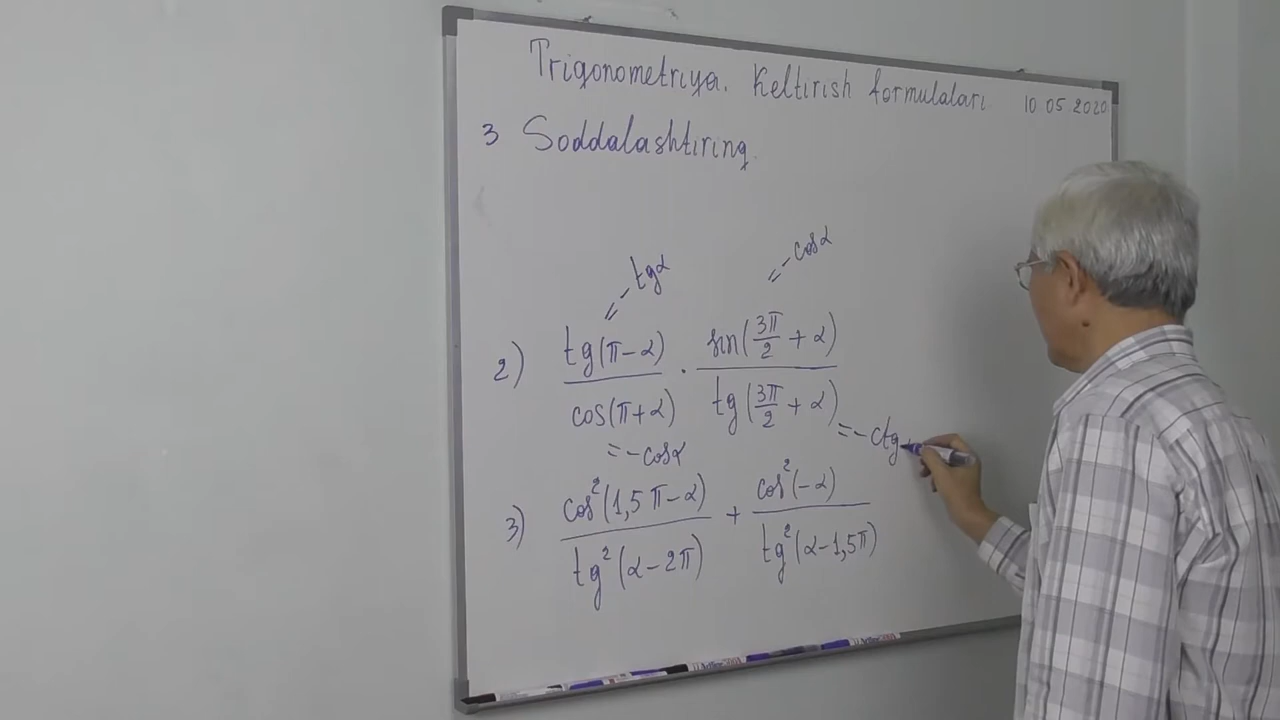 Trigonometriya. Keltirish formulalari 10.05.2020
3 Soddalashtiring.
= -tgα = -cosα
2) tg(π-α) / cos(π+α) · sin(3π/2 + α) / tg(3π/2 + α)
= -cosα = -ctg
3) cos²(1,5π-α) / tg²(α-2π) + cos²(-α) / tg²(α-1,5π)